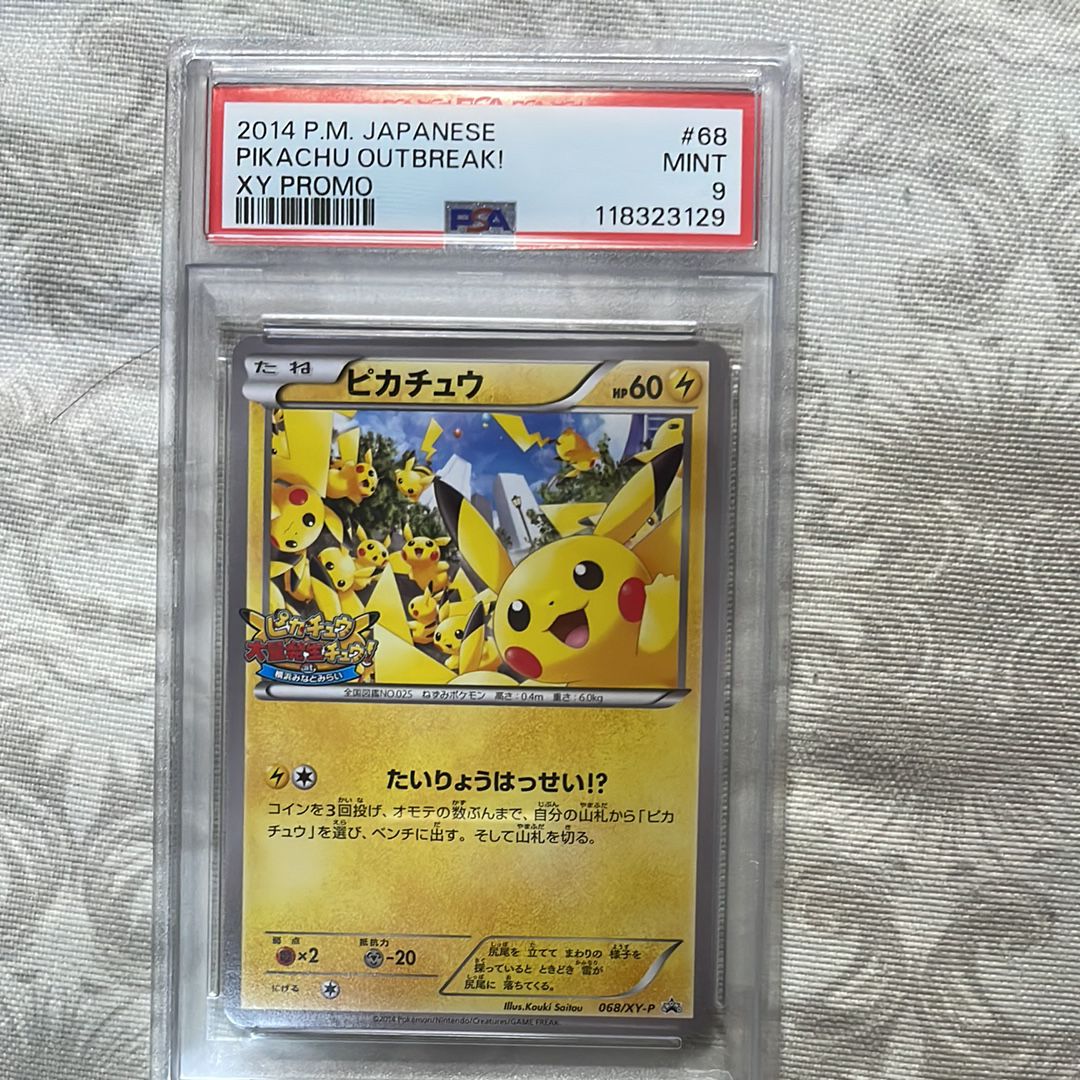 2014 P.M. JAPANESE #68
PIKACHU OUTBREAK! MINT
XY PROMO 9
PSA 118323129
たね ピカチュウ HP60
ピカチュウ
大量発生チュウ!
at
横浜みなとみらい
全国図鑑NO.025 ねずみポケモン 高さ:0.4m 重さ:6.0kg
たいりょうはっせい!?
コインを3回投げ、オモテの数ぶんまで、自分の山札から「ピカ
チュウ」を選び、ベンチに出す。そして山札を切る。
弱点 抵抗力
×2 -20
にげる
尻尾を 立てて まわりの 様子を
探っていると ときどき 雷が
尻尾に 落ちてくる。
Illus.Kouki Saitou 068/XY-P
©2014 Pokémon/Nintendo/Creatures/GAME FREAK.